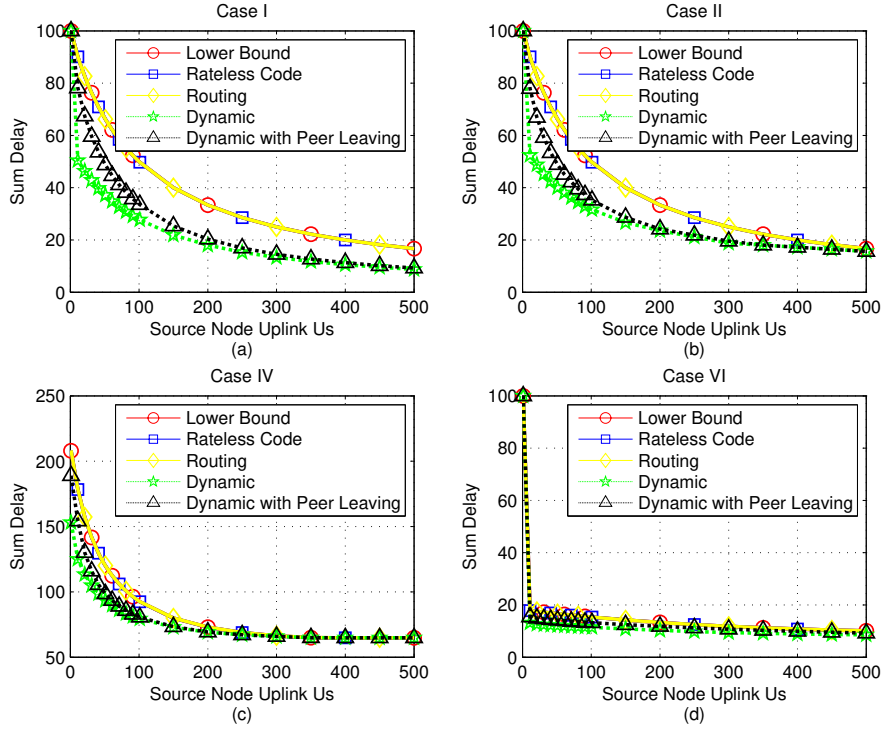 Case I
100
80
60
40
20
0
Sum Delay
Lower Bound
Rateless Code
Routing
Dynamic
Dynamic with Peer Leaving
0 100 200 300 400 500
Source Node Uplink Us
(a)
Case II
100
80
60
40
20
0
Sum Delay
Lower Bound
Rateless Code
Routing
Dynamic
Dynamic with Peer Leaving
0 100 200 300 400 500
Source Node Uplink Us
(b)
Case IV
250
200
150
100
50
Sum Delay
Lower Bound
Rateless Code
Routing
Dynamic
Dynamic with Peer Leaving
0 100 200 300 400 500
Source Node Uplink Us
(c)
Case VI
100
80
60
40
20
0
Sum Delay
Lower Bound
Rateless Code
Routing
Dynamic
Dynamic with Peer Leaving
0 100 200 300 400 500
Source Node Uplink Us
(d)